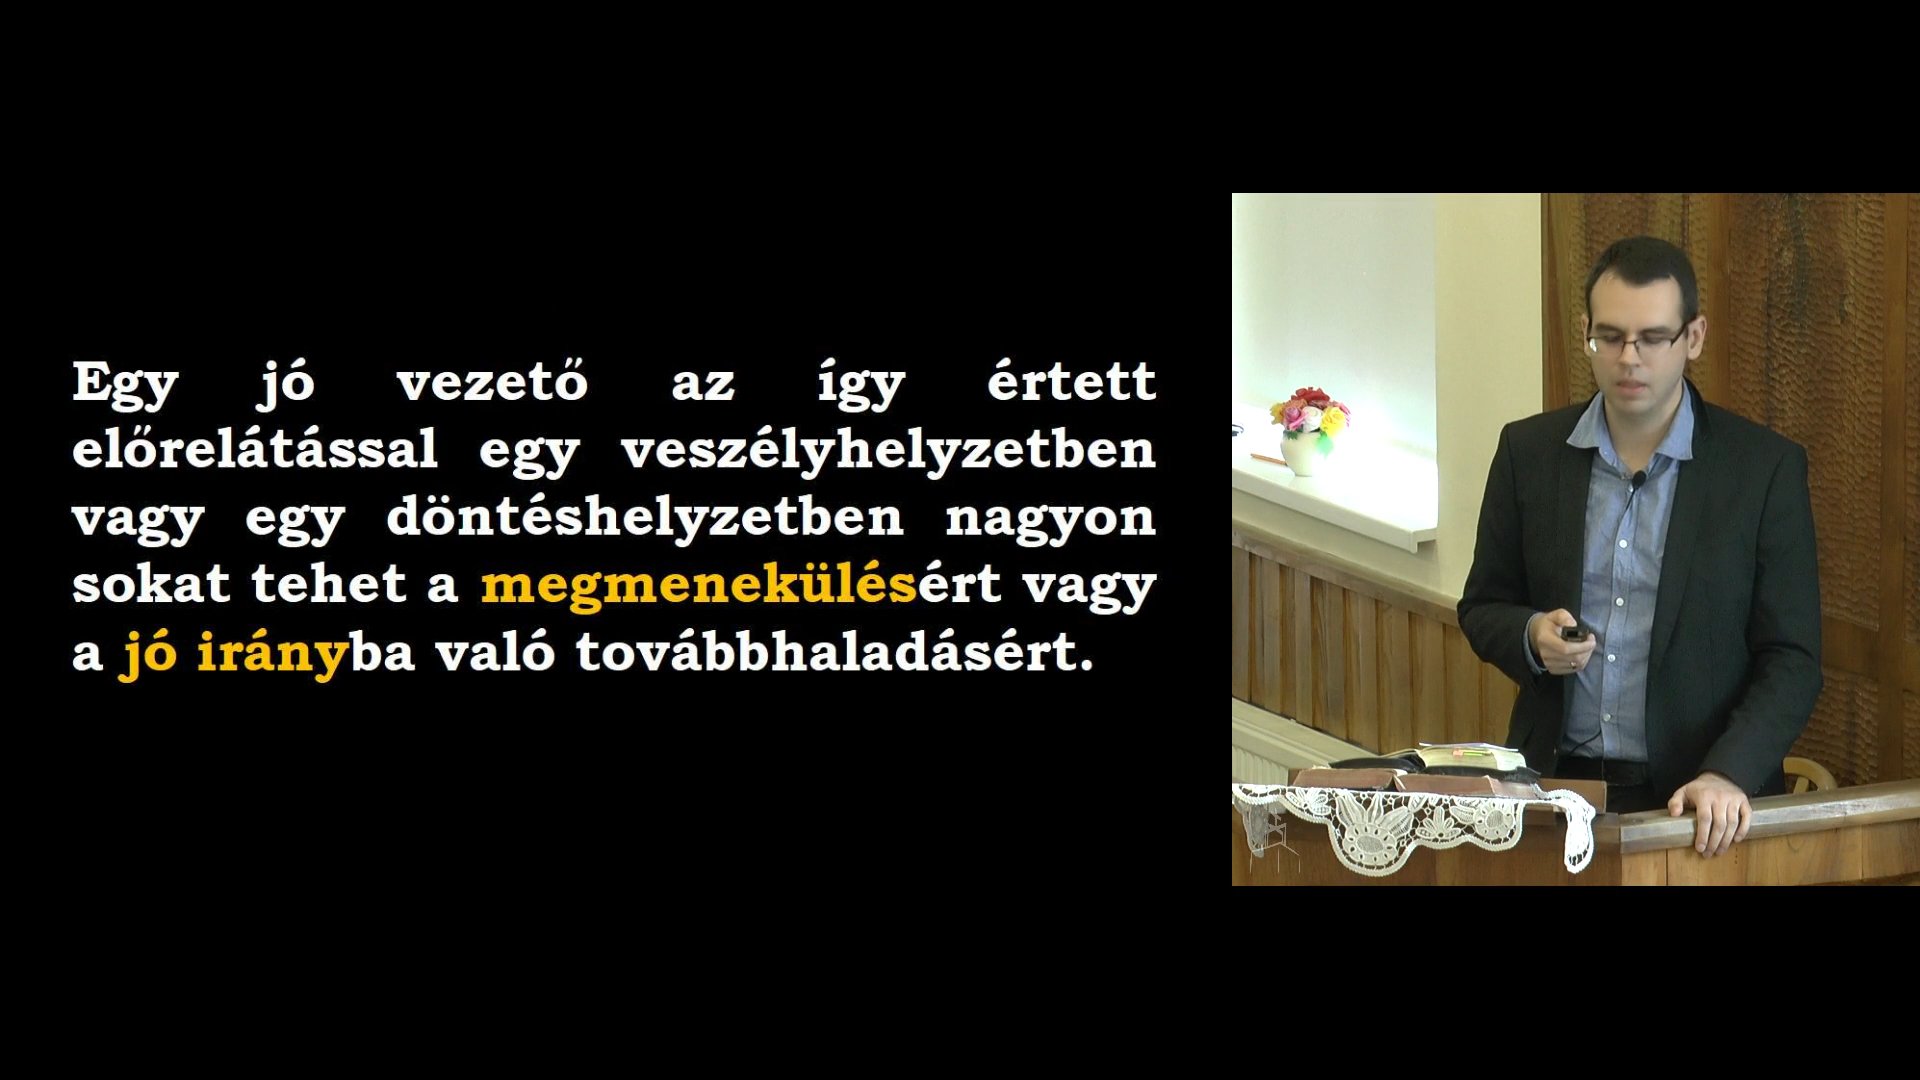 Egy jó vezető az így értett
előrelátással egy veszélyhelyzetben
vagy egy döntéshelyzetben nagyon
sokat tehet a megmenekülésért vagy
a jó irányba való továbbhaladásért.